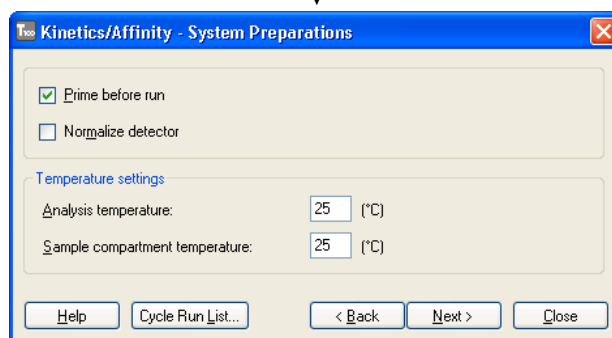 T100 Kinetics/Affinity - System Preparations
Prime before run
Normalize detector
Temperature settings
Analysis temperature: 25 (°C)
Sample compartment temperature: 25 (°C)
Help Cycle Run List... < Back Next > Close